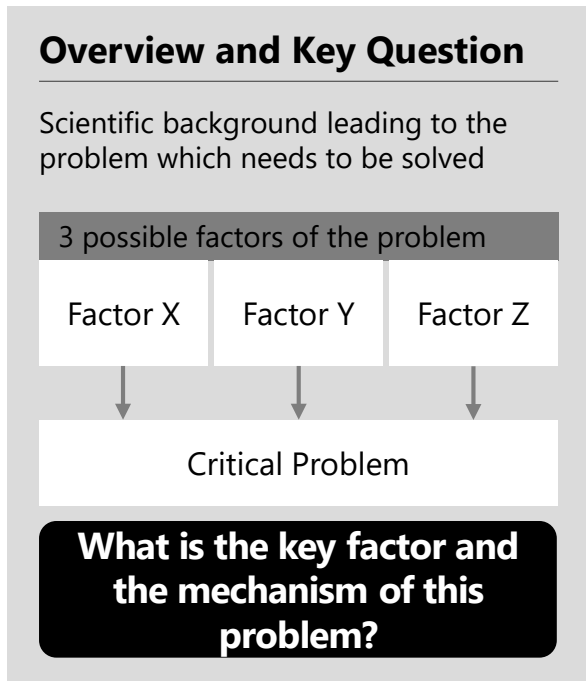 Overview and Key Question
Scientific background leading to the
problem which needs to be solved
3 possible factors of the problem
Factor X
Factor Y
Factor Z
Critical Problem
What is the key factor and
the mechanism of this
problem?